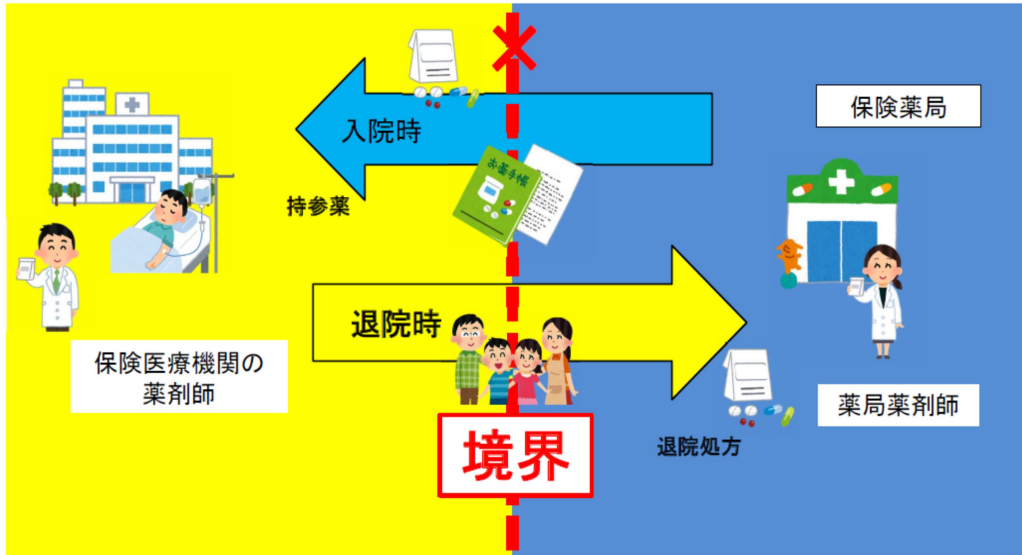 入院時
保険薬局
お薬手帳
持参薬
退院時
保険医療機関の
薬剤師
薬局薬剤師
退院処方
境界